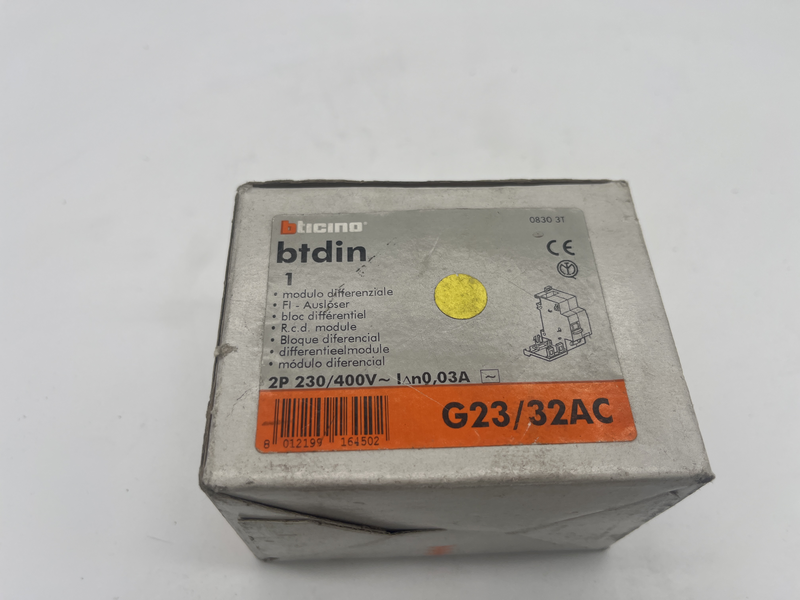 bticino
0830 3T
btdin
CE
1
• modulo differenziale
• FI - Auslöser
• bloc différentiel
• R.c.d. module
• Bloque diferencial
• differentieelmodule
• módulo diferencial
2P 230/400V~ I∆n0,03A ~
G23/32AC
8 012199 164502